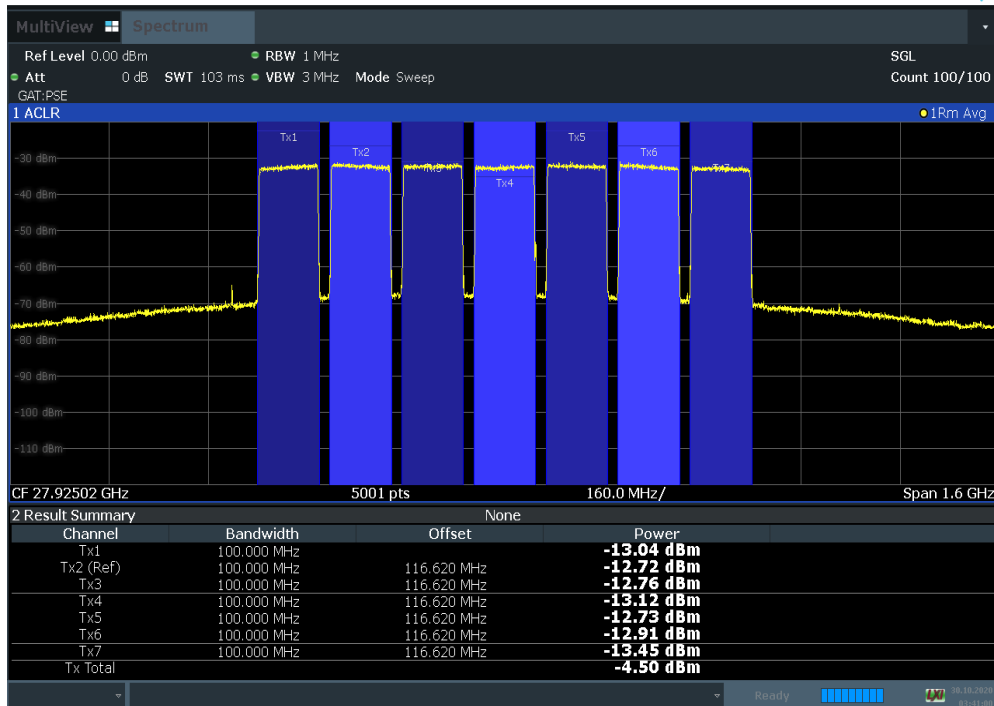 MultiView Spectrum
Ref Level 0.00 dBm RBW 1 MHz SGL
Att 0 dB SWT 103 ms VBW 3 MHz Mode Sweep Count 100/100
GAT:PSE
1 ACLR 1Rm Avg
Tx1 Tx5
Tx2 Tx6
-30 dBm
Tx4
-40 dBm
-50 dBm
-60 dBm
-70 dBm
-80 dBm
-90 dBm
-100 dBm
-110 dBm
CF 27.92502 GHz 5001 pts 160.0 MHz/ Span 1.6 GHz
2 Result Summary None
Channel Bandwidth Offset Power
Tx1 100.000 MHz -13.04 dBm
Tx2 (Ref) 100.000 MHz 116.620 MHz -12.72 dBm
Tx3 100.000 MHz 116.620 MHz -12.76 dBm
Tx4 100.000 MHz 116.620 MHz -13.12 dBm
Tx5 100.000 MHz 116.620 MHz -12.73 dBm
Tx6 100.000 MHz 116.620 MHz -12.91 dBm
Tx7 100.000 MHz 116.620 MHz -13.45 dBm
Tx Total -4.50 dBm
Ready LXI 30.10.2020
03:41:00